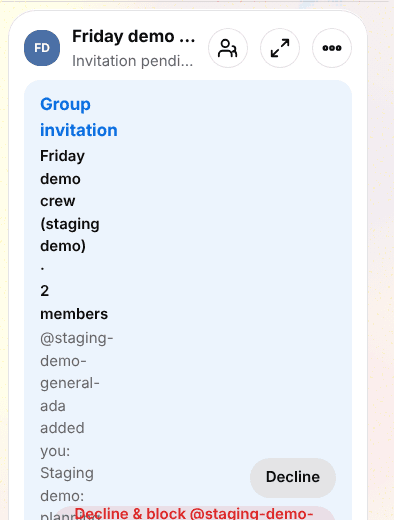 FD
Friday demo ...
Invitation pendi...
Group
invitation
Friday
demo
crew
(staging
demo)
·
2
members
@staging-
demo-
general-
ada
added
you:
Staging
demo:
planning
Decline
Decline & block @staging-demo-